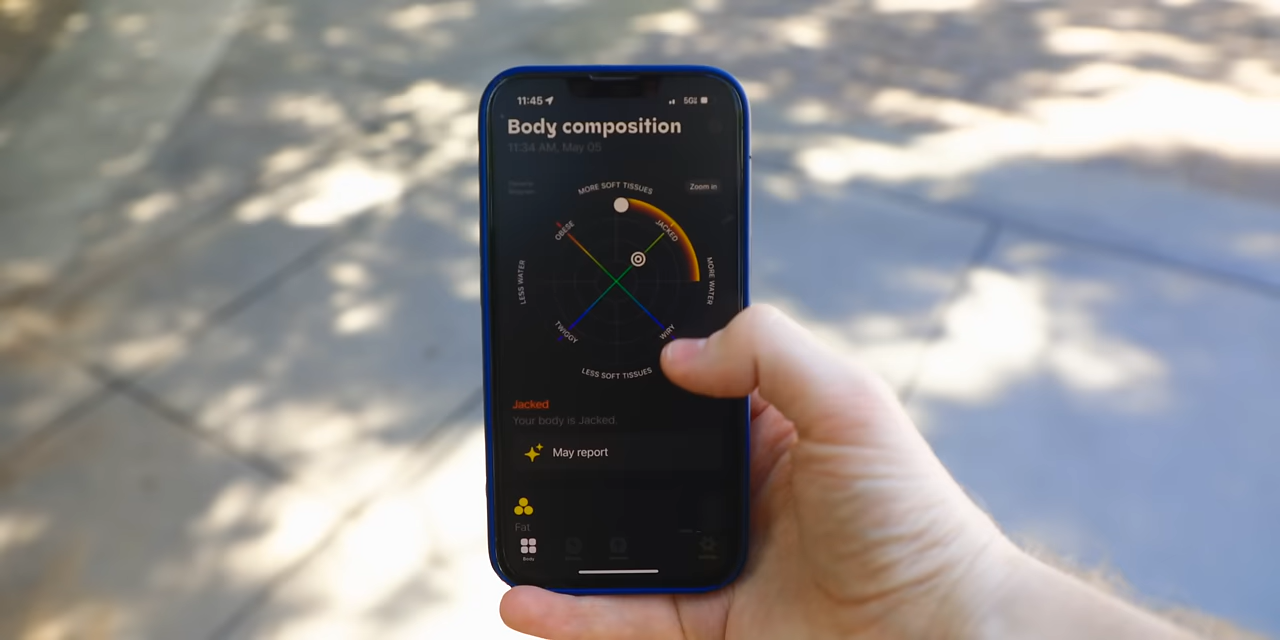 11:45
5G
Body composition
11:34 AM, May 05
Zoom in
MORE SOFT TISSUES
OBESE
JACKED
LESS WATER
MORE WATER
TWIGGY
WIRY
LESS SOFT TISSUES
Jacked
Your body is Jacked.
May report
Fat
Body